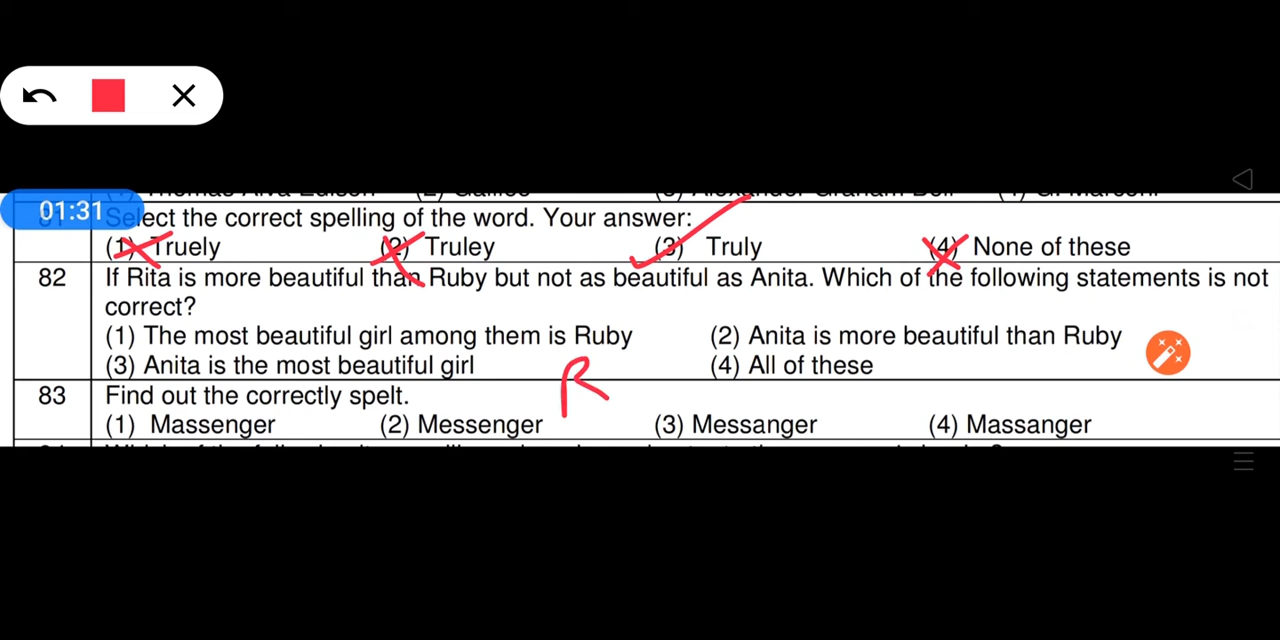 01:31
Select the correct spelling of the word. Your answer:
(1) Truely (2) Truley (3) Truly (4) None of these
82 If Rita is more beautiful than Ruby but not as beautiful as Anita. Which of the following statements is not
correct?
(1) The most beautiful girl among them is Ruby (2) Anita is more beautiful than Ruby
(3) Anita is the most beautiful girl (4) All of these
R
83 Find out the correctly spelt.
(1) Massenger (2) Messenger (3) Messanger (4) Massanger